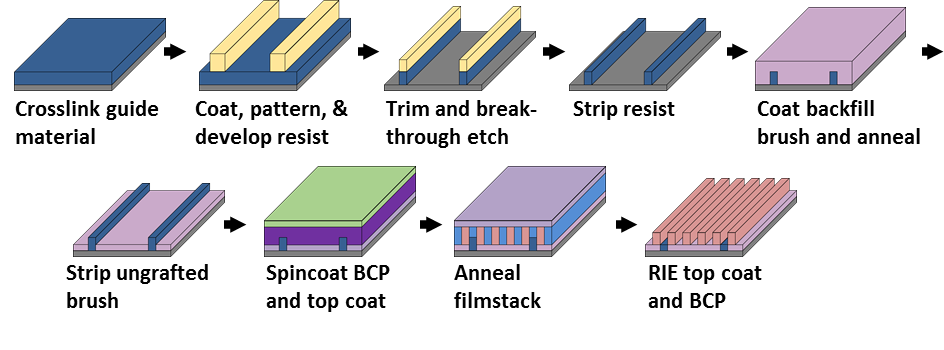 Crosslink guide
material
Coat, pattern, &
develop resist
Trim and break-
through etch
Strip resist
Coat backfill
brush and anneal
Strip ungrafted
brush
Spincoat BCP
and top coat
Anneal
filmstack
RIE top coat
and BCP